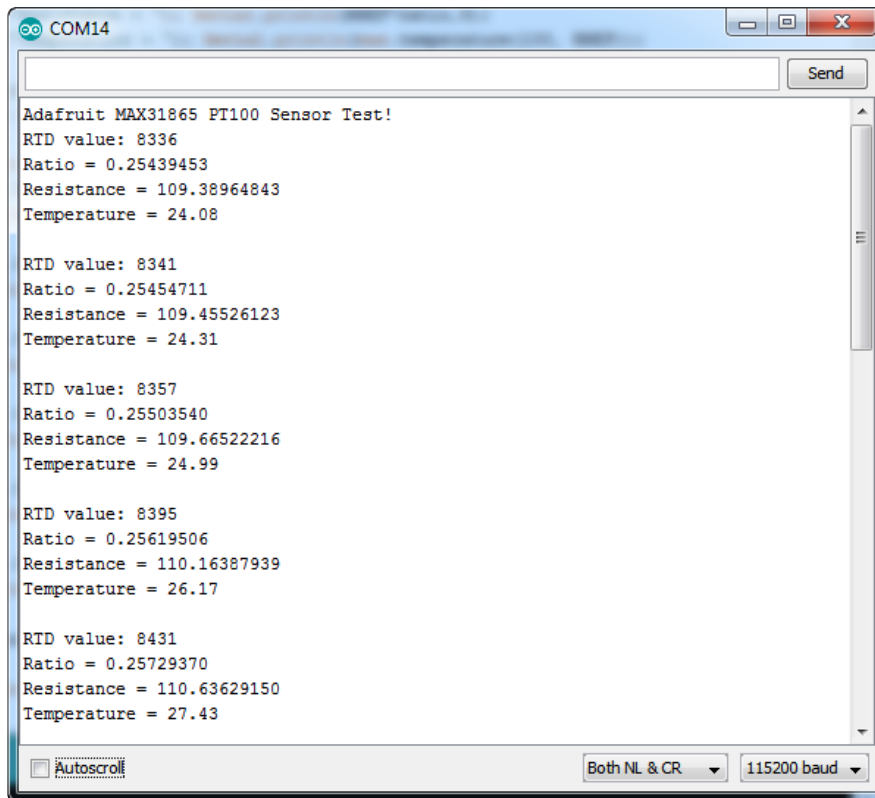 COM14
Send
Adafruit MAX31865 PT100 Sensor Test!
RTD value: 8336
Ratio = 0.25439453
Resistance = 109.38964843
Temperature = 24.08
RTD value: 8341
Ratio = 0.25454711
Resistance = 109.45526123
Temperature = 24.31
RTD value: 8357
Ratio = 0.25503540
Resistance = 109.66522216
Temperature = 24.99
RTD value: 8395
Ratio = 0.25619506
Resistance = 110.16387939
Temperature = 26.17
RTD value: 8431
Ratio = 0.25729370
Resistance = 110.63629150
Temperature = 27.43
Autoscroll Both NL & CR 115200 baud